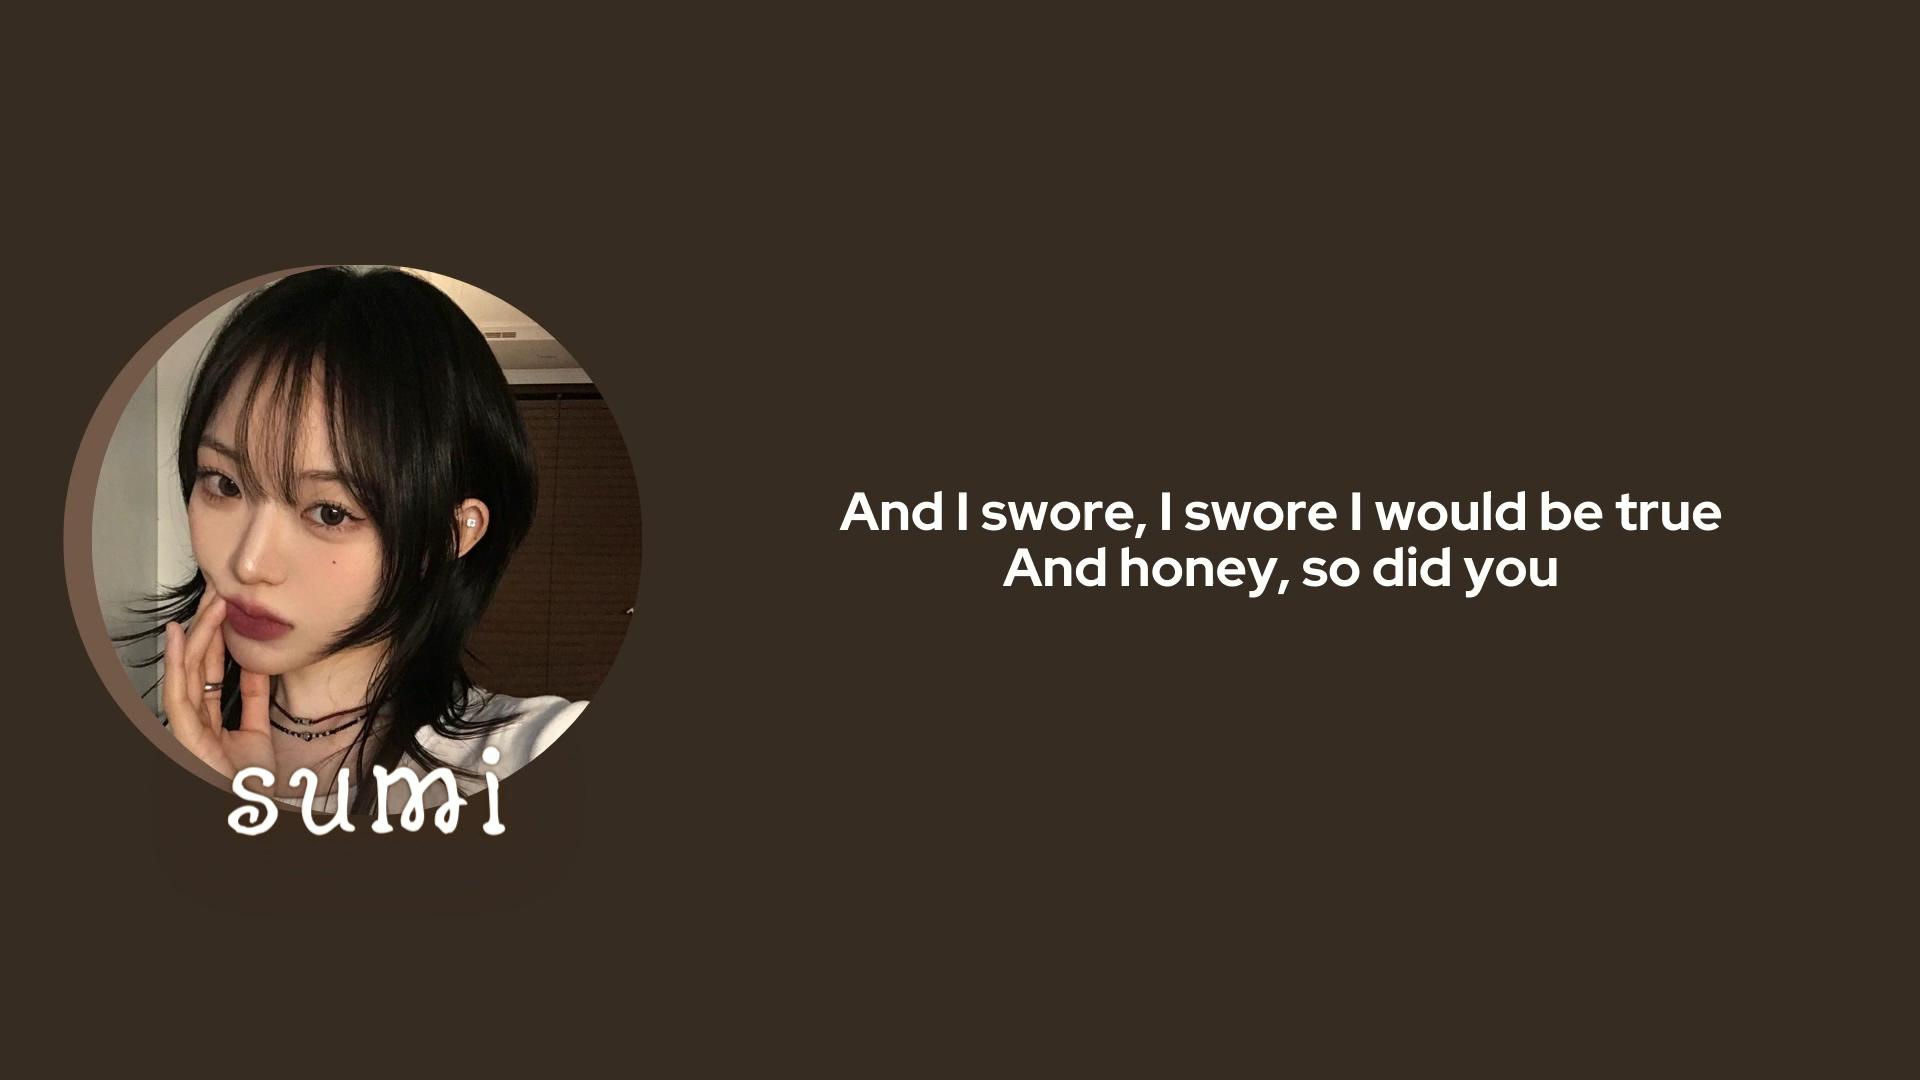 And I swore, I swore I would be true
And honey, so did you
sumi